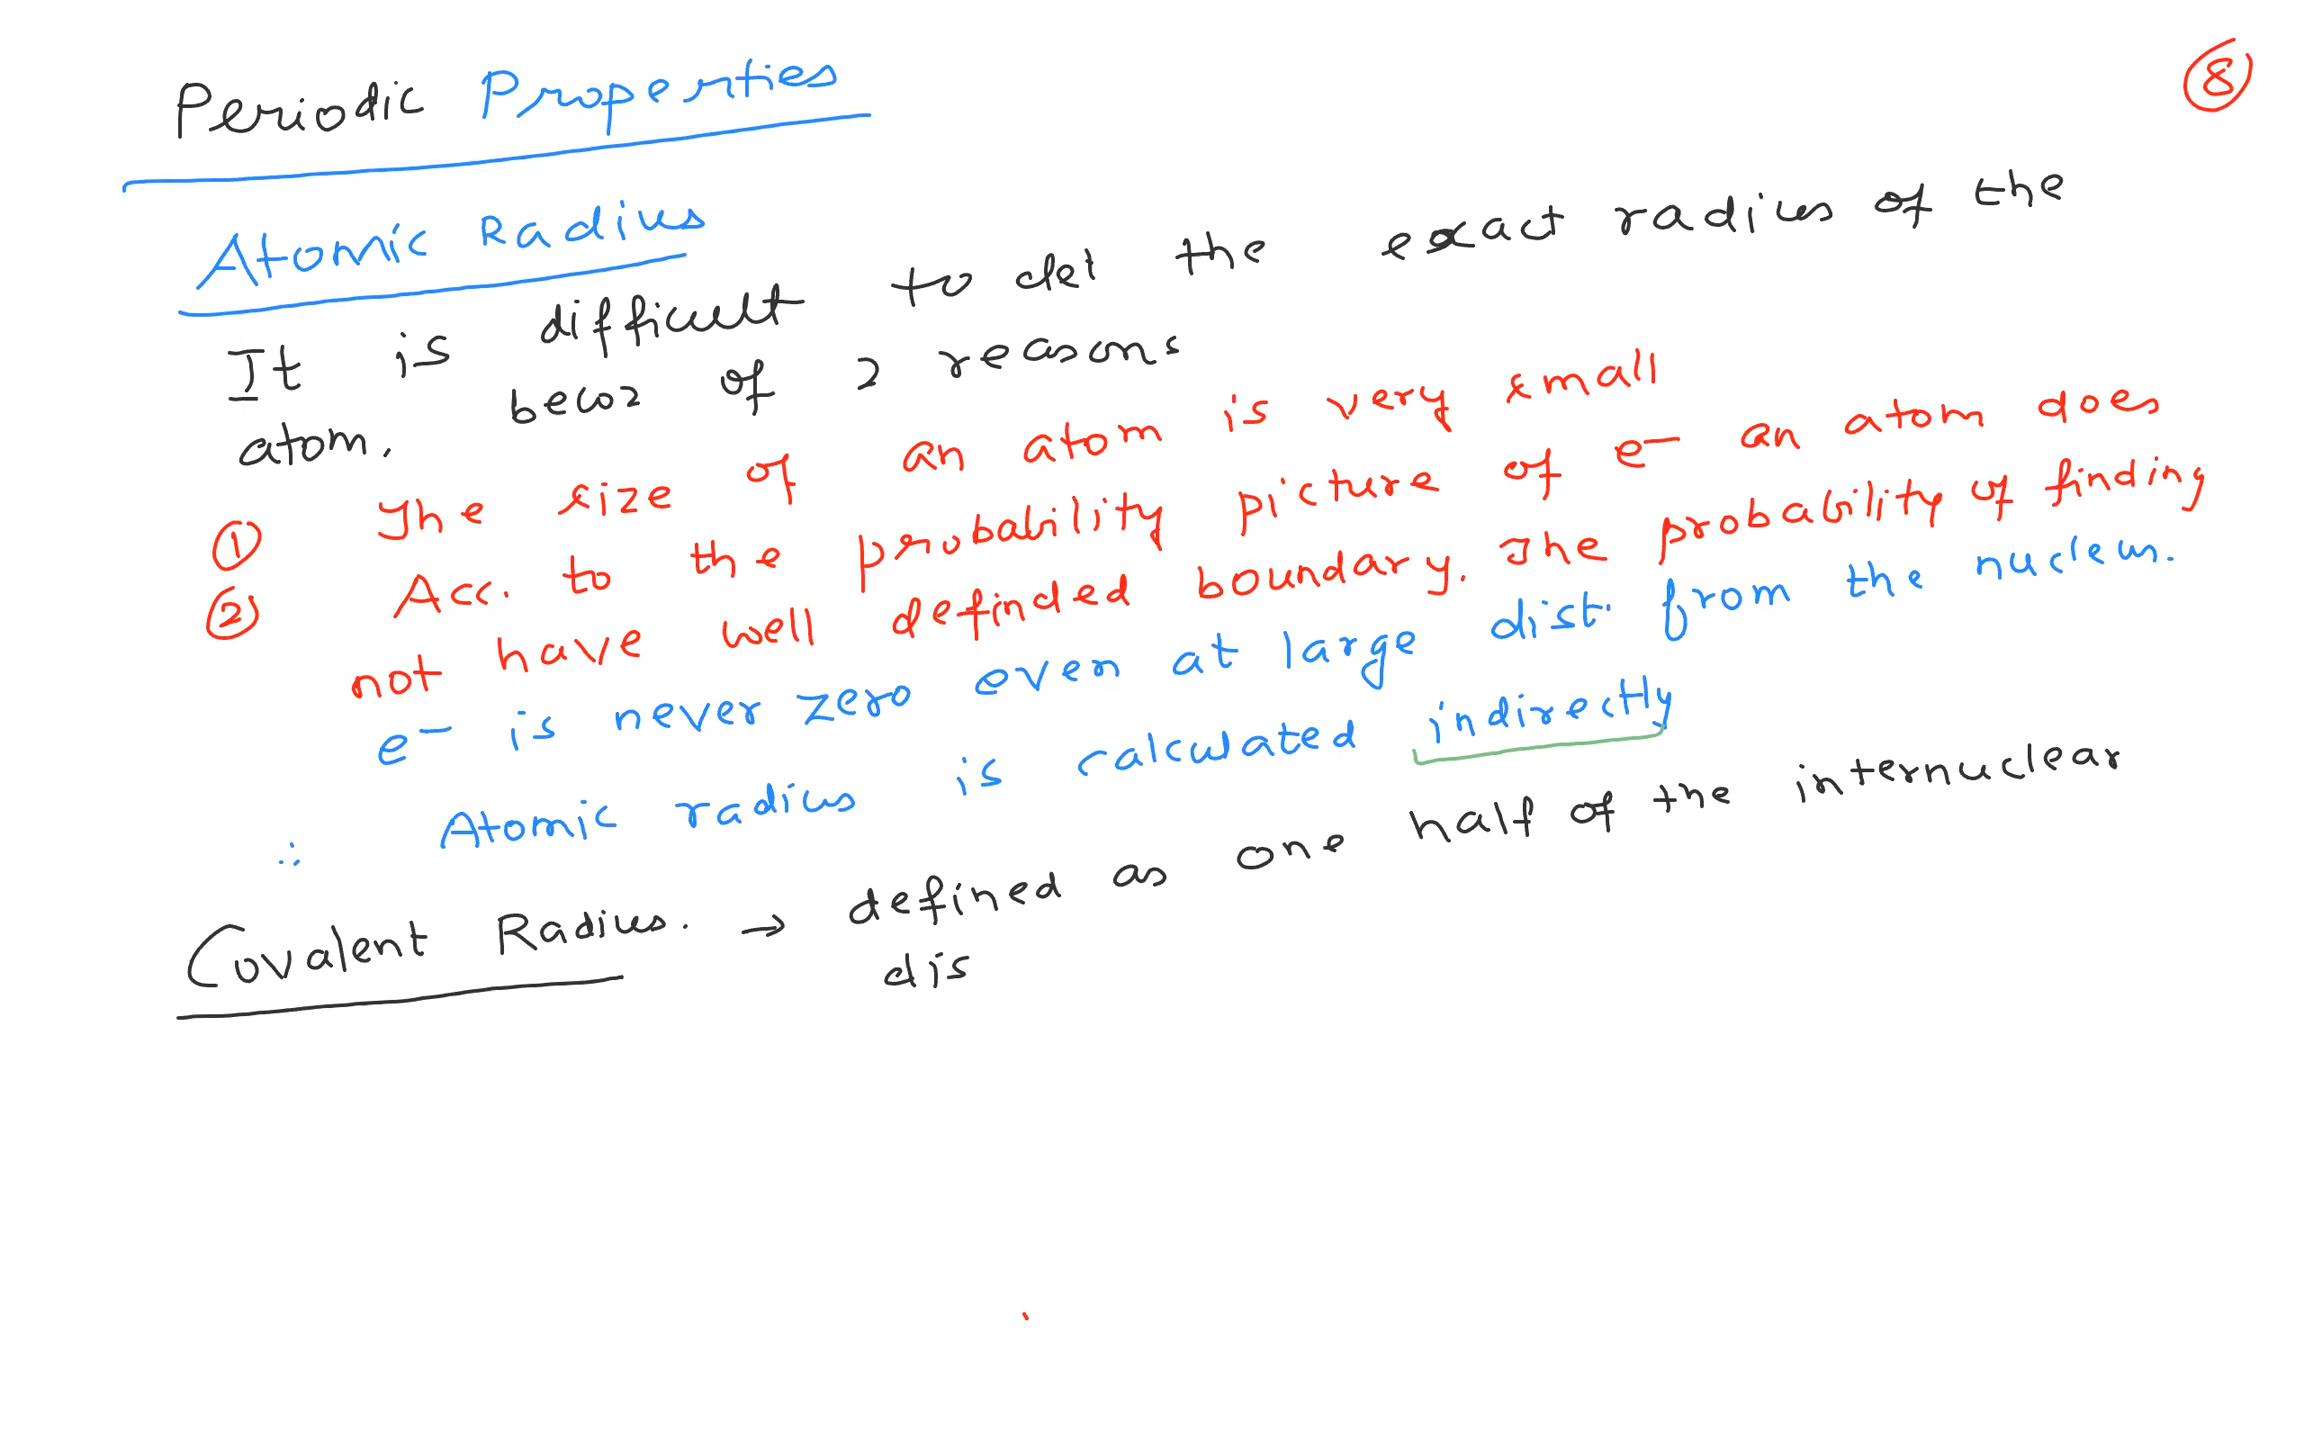 Periodic Properties
8
Atomic Radius
It is difficult to det the exact radius of the
atom. becoz of 2 reasons
1 The size of an atom is very small
2 Acc. to the probability picture of e- an atom does
not have well definded boundary. The probability of finding
e- is never zero even at large dist. from the nucleus.
∴ Atomic radius is calculated indirectly
Covalent Radius. → defined as one half of the internuclear
dis